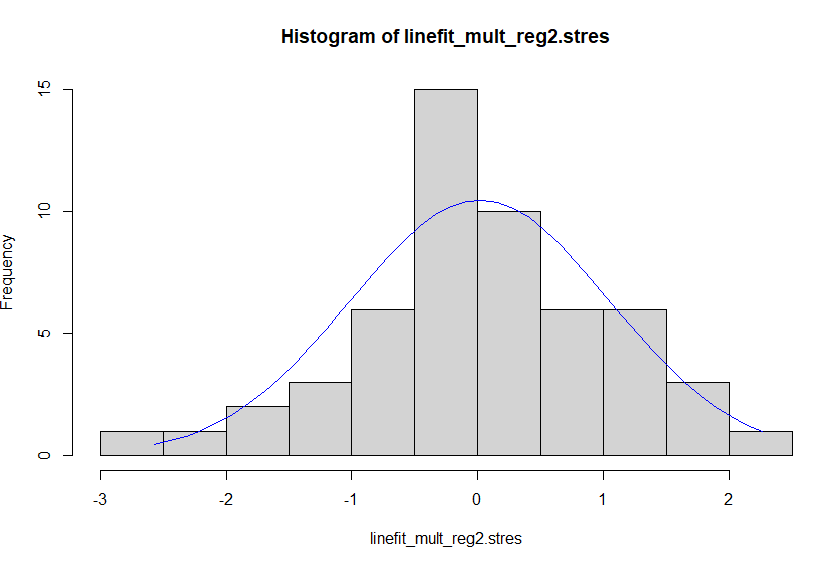 Histogram of linefit_mult_reg2.stres
15
10
5
0
Frequency
-3 -2 -1 0 1 2
linefit_mult_reg2.stres